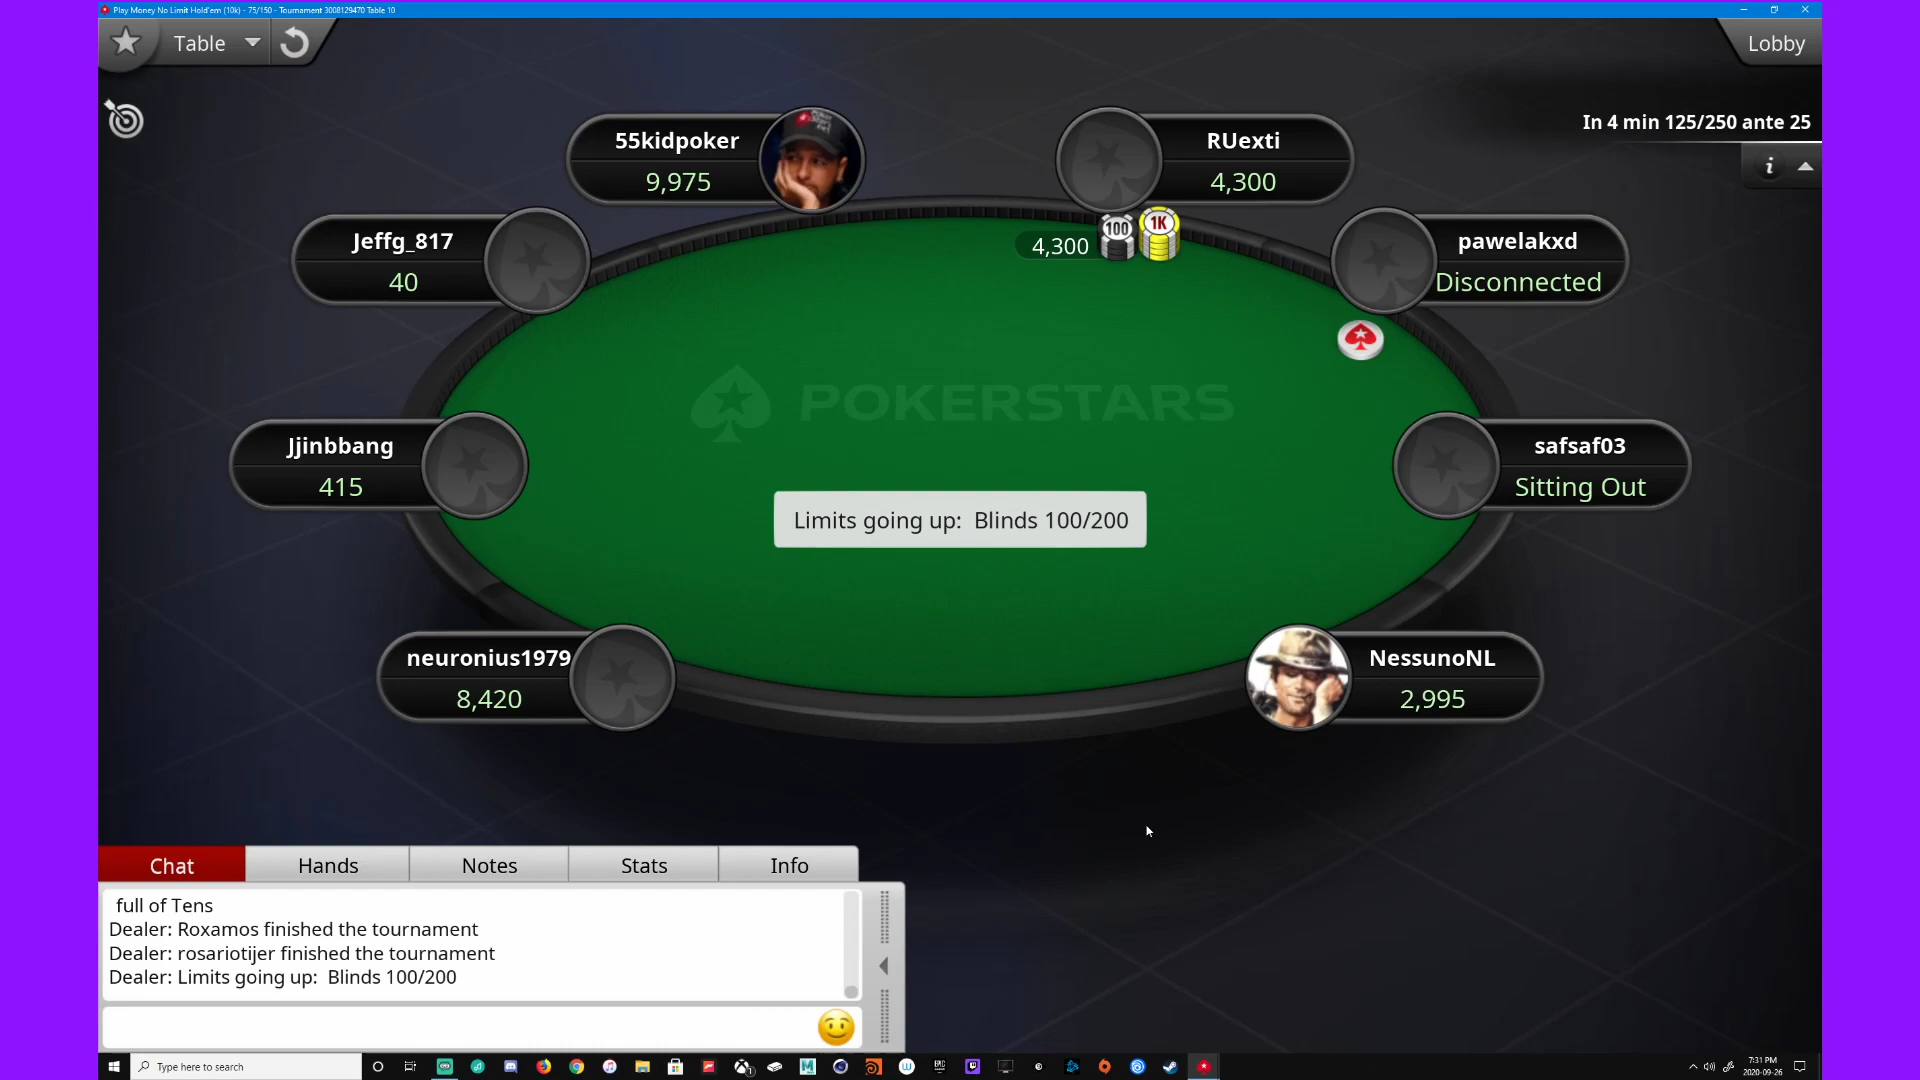 Play Money No Limit Hold'em (10k) - 75/150 - Tournament 3008129470 Table 10
Table
Lobby
In 4 min 125/250 ante 25
i
55kidpoker
9,975
RUexti
4,300
Jeffg_817
40
4,300
100
1K
pawelakxd
Disconnected
POKERSTARS
Jjinbbang
415
safsaf03
Sitting Out
Limits going up:  Blinds 100/200
neuronius1979
8,420
NessunoNL
2,995
Chat
Hands
Notes
Stats
Info
full of Tens
Dealer: Roxamos finished the tournament
Dealer: rosariotijer finished the tournament
Dealer: Limits going up:  Blinds 100/200
Type here to search
7:31 PM
2020-09-26